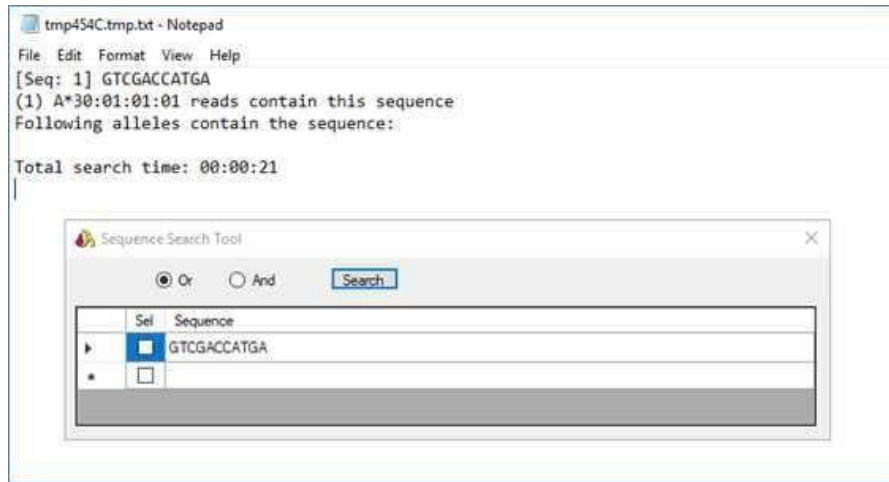 tmp454C.tmp.txt - Notepad
File Edit Format View Help
[Seq: 1] GTCGACCATGA
(1) A*30:01:01:01 reads contain this sequence
Following alleles contain the sequence:
Total search time: 00:00:21
Sequence Search Tool
Or And Search
Sel Sequence
GTCGACCATGA